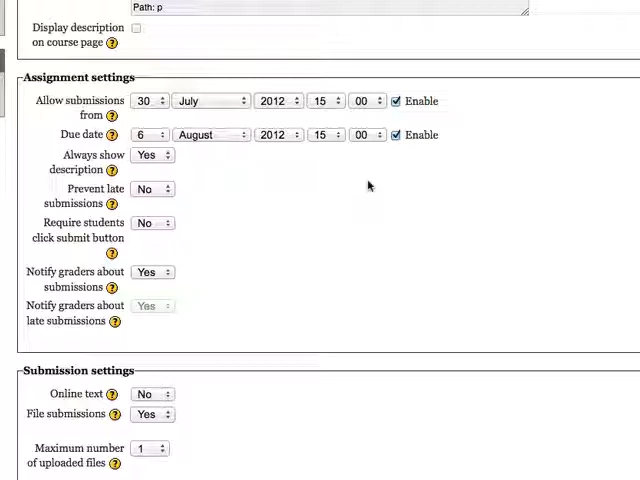 Path: p
Display description
on course page
Assignment settings
Allow submissions 30 July 2012 15 00 Enable
from
Due date 6 August 2012 15 00 Enable
Always show Yes
description
Prevent late No
submissions
Require students No
click submit button
Notify graders about Yes
submissions
Notify graders about Yes
late submissions
Submission settings
Online text No
File submissions Yes
Maximum number 1
of uploaded files